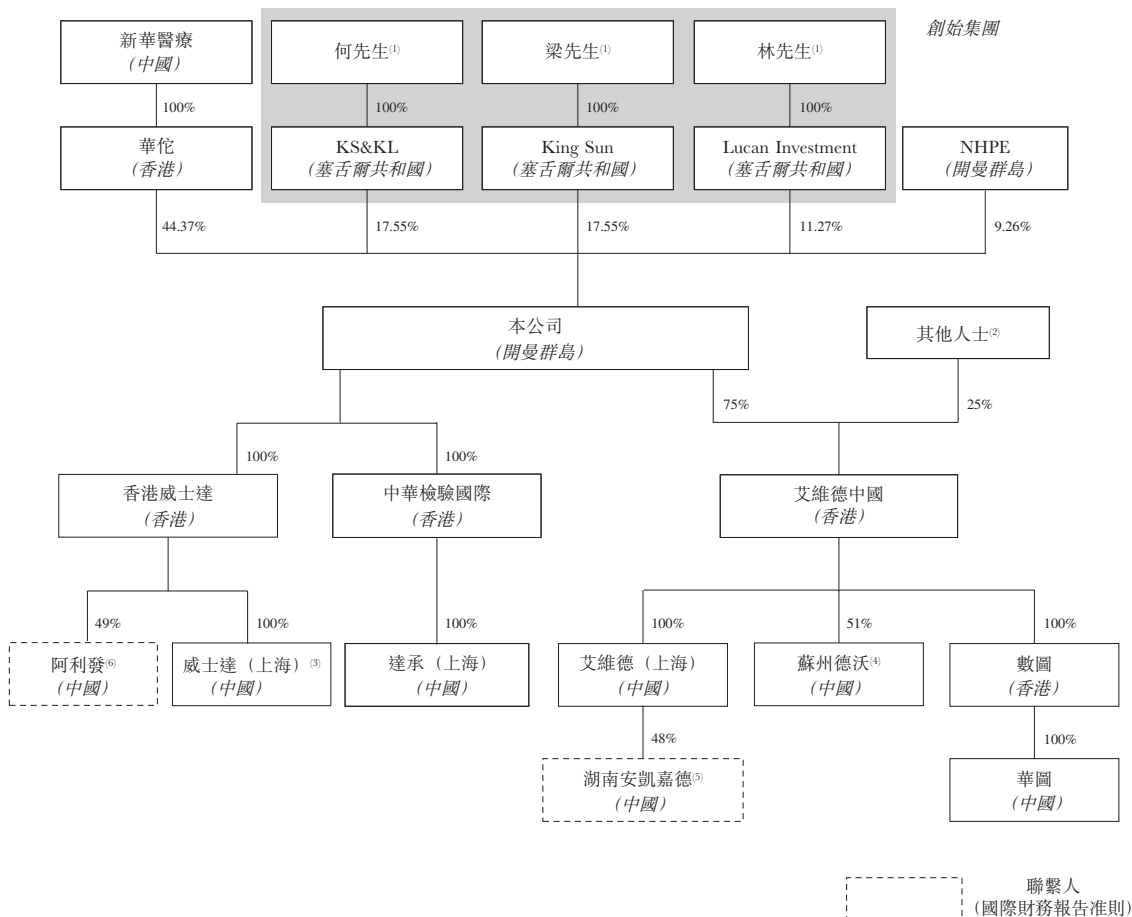 新華醫療
(中國)
何先生(1)
梁先生(1)
林先生(1)
創始集團
100%
100%
100%
100%
華佗
(香港)
KS&KL
(塞舌爾共和國)
King Sun
(塞舌爾共和國)
Lucan Investment
(塞舌爾共和國)
NHPE
(開曼群島)
44.37%
17.55%
17.55%
11.27%
9.26%
本公司
(開曼群島)
其他人士(2)
75%
25%
100%
100%
香港威士達
(香港)
中華檢驗國際
(香港)
艾維德中國
(香港)
49%
100%
100%
100%
51%
100%
阿利發(6)
(中國)
威士達(上海)(3)
(中國)
達承(上海)
(中國)
艾維德(上海)
(中國)
蘇州德沃(4)
(中國)
數圖
(香港)
48%
100%
湖南安凱嘉德(5)
(中國)
華圖
(中國)
聯繫人
(國際財務報告准則)